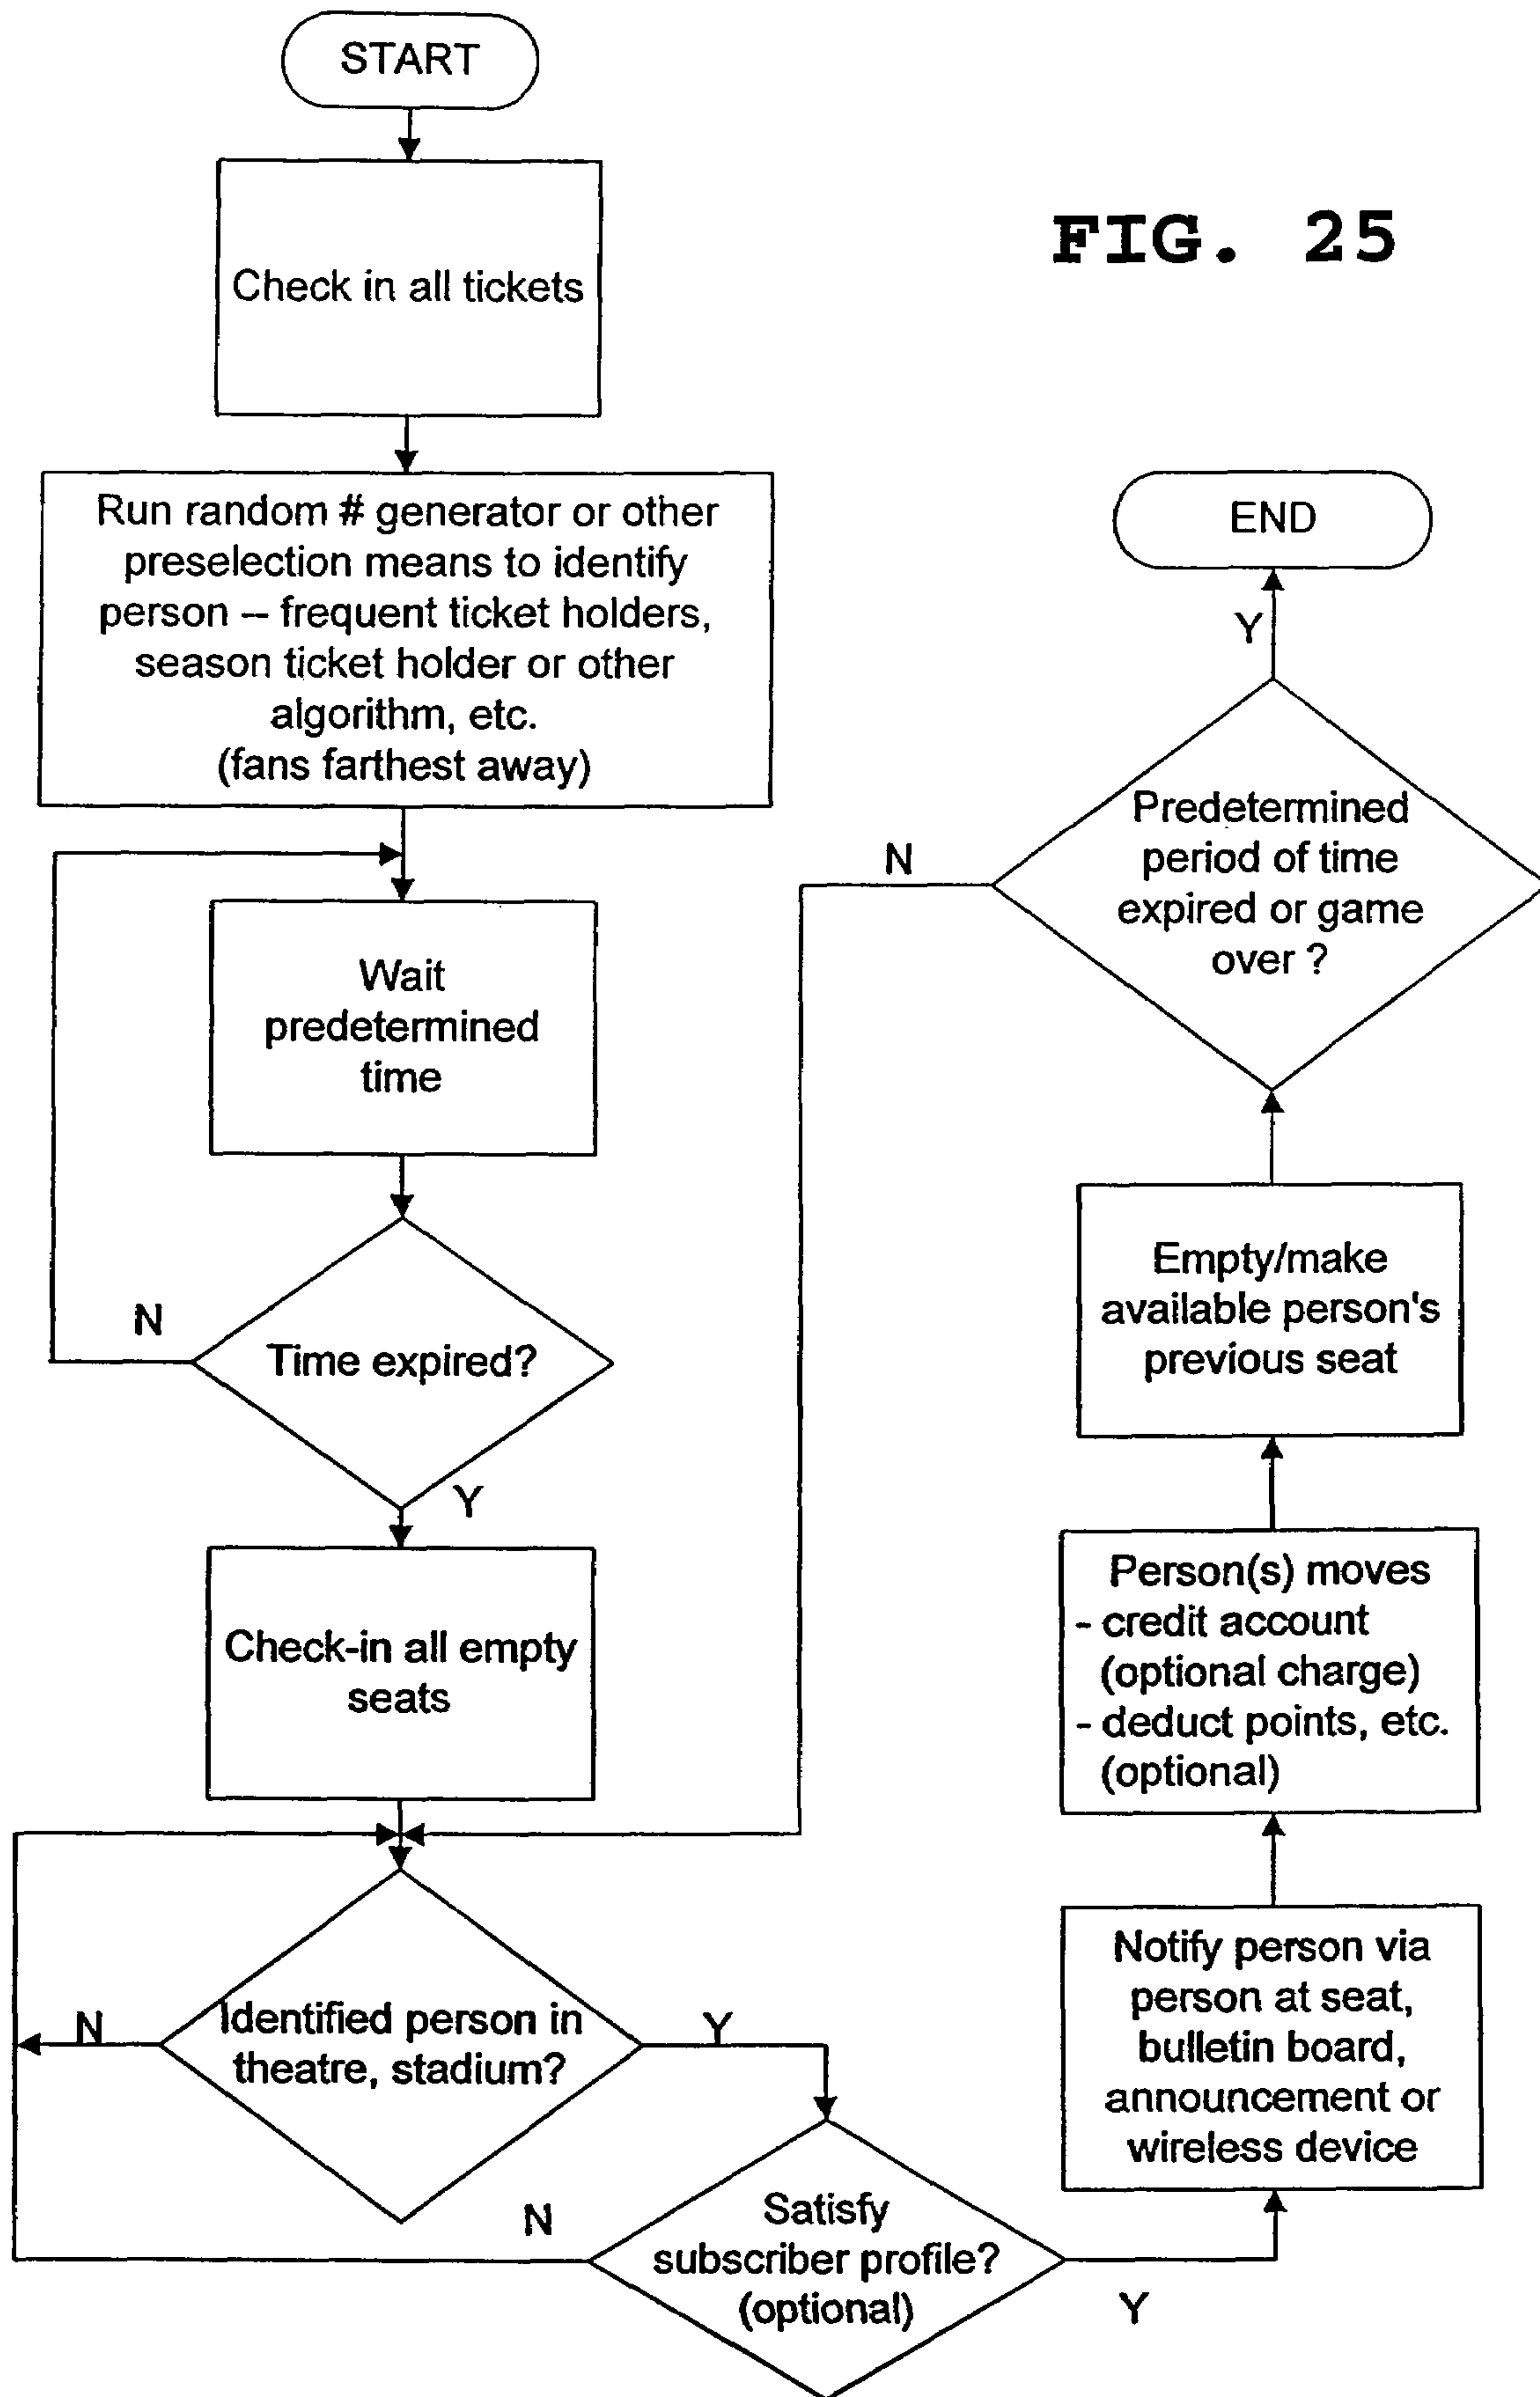 START
FIG. 25
Check in all tickets
Run random # generator or other
preselection means to identify
person – frequent ticket holders,
season ticket holder or other
algorithm, etc.
(fans farthest away)
Wait
predetermined
time
Time expired?
N
Y
Check-in all empty
seats
Identified person in
theatre, stadium?
N
Y
Satisfy
subscriber profile?
(optional)
N
Y
Notify person via
person at seat,
bulletin board,
announcement or
wireless device
Person(s) moves
- credit account
(optional charge)
- deduct points, etc.
(optional)
Empty/make
available person's
previous seat
Predetermined
period of time
expired or game
over ?
N
Y
END